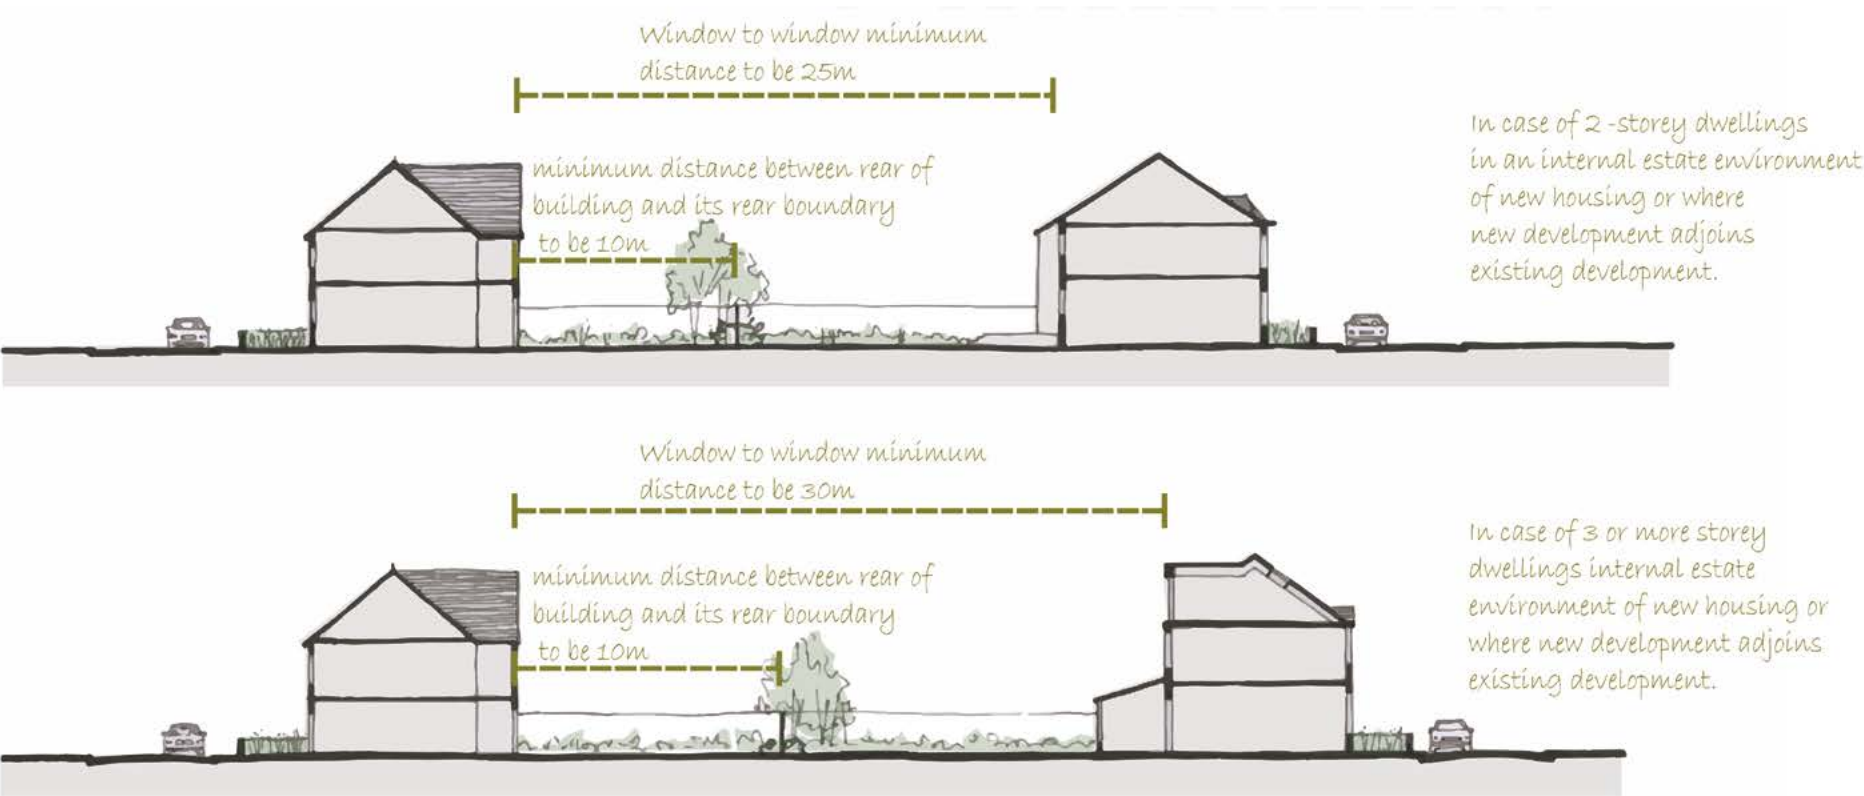 Window to window minimum
distance to be 25m
minimum distance between rear of
building and its rear boundary
to be 10m
In case of 2 -storey dwellings
in an internal estate environment
of new housing or where
new development adjoins
existing development.
Window to window minimum
distance to be 30m
minimum distance between rear of
building and its rear boundary
to be 10m
In case of 3 or more storey
dwellings internal estate
environment of new housing or
where new development adjoins
existing development.